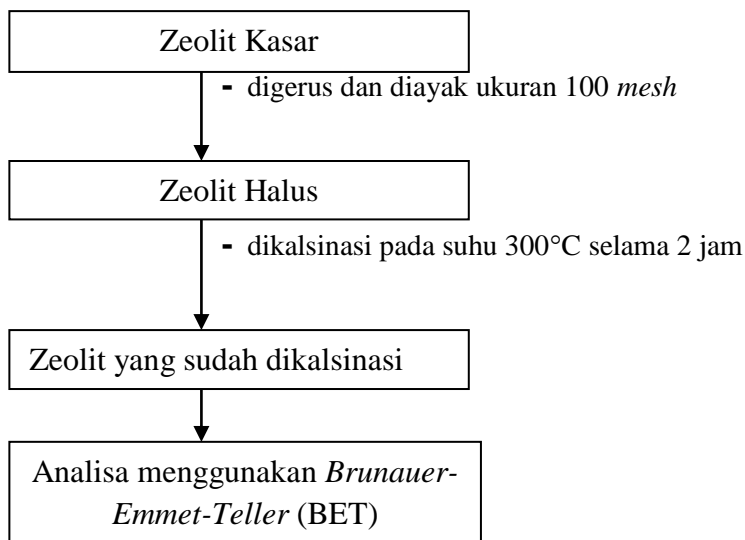 Zeolit Kasar
- digerus dan diayak ukuran 100 mesh
Zeolit Halus
- dikalsinasi pada suhu 300°C selama 2 jam
Zeolit yang sudah dikalsinasi
Analisa menggunakan Brunauer-
Emmet-Teller (BET)